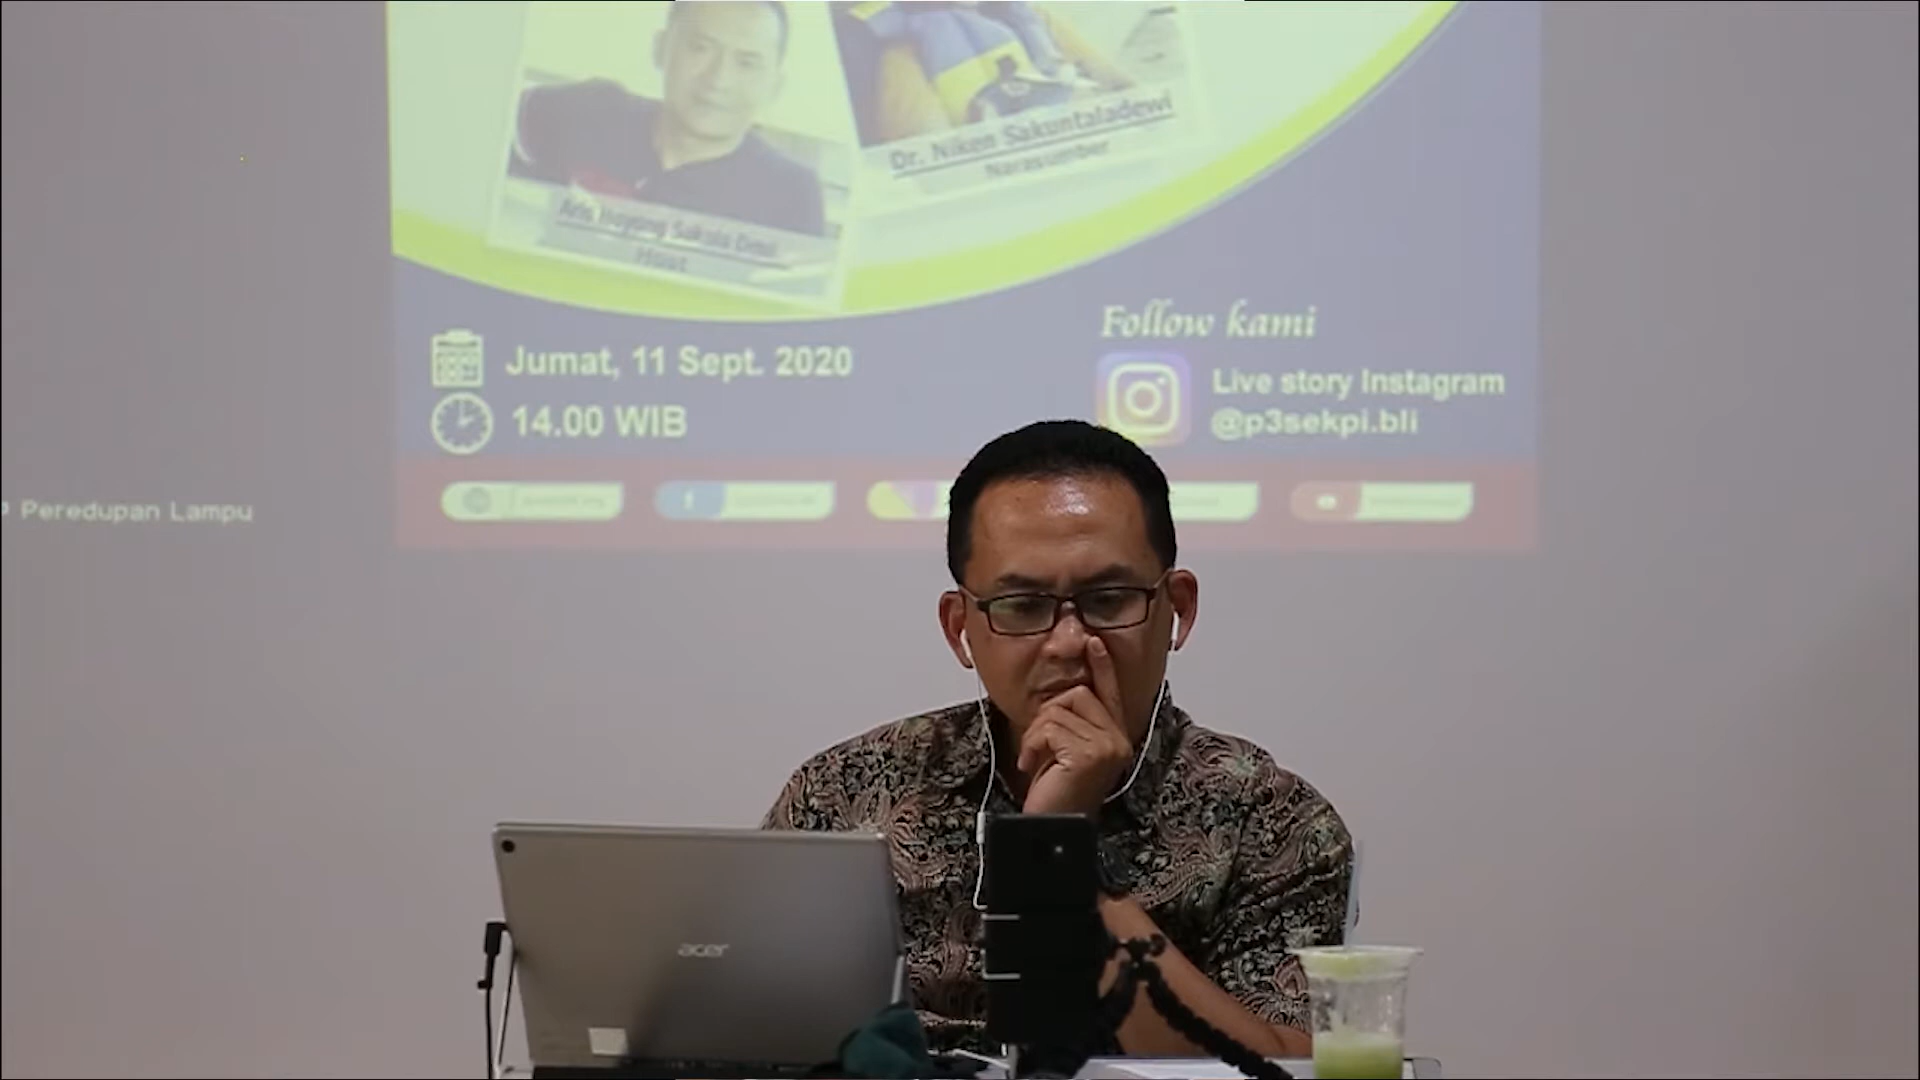 Dr. Niken Sakuntaladewi
Narasumber
Host
Follow kami
Jumat, 11 Sept. 2020
Live story Instagram
14.00 WIB
@p3sekpi.bli
Peredupan Lampu
acer